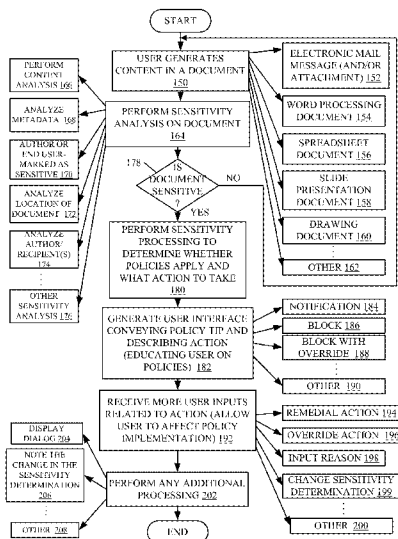 START
USER GENERATES
CONTENT IN A DOCUMENT
150
ELECTRONIC MAIL
MESSAGE (AND/OR
ATTACHMENT) 152
WORD PROCESSING
DOCUMENT 154
SPREADSHEET
DOCUMENT 156
SLIDE
PRESENTATION
DOCUMENT 158
DRAWING
DOCUMENT 160
OTHER 162
PERFORM
CONTENT
ANALYSIS 166
ANALYZE
METADATA 168
AUTHOR OR
END USER-
MARKED AS
SENSITIVE 170
ANALYZE
LOCATION OF
DOCUMENT 172
ANALYZE
AUTHOR/
RECIPIENT(S)
174
OTHER
SENSITIVITY
ANALYSIS 176
PERFORM SENSITIVITY
ANALYSIS ON DOCUMENT
164
178
IS
DOCUMENT
SENSITIVE
?
NO
YES
PERFORM SENSITIVITY
PROCESSING TO
DETERMINE WHETHER
POLICIES APPLY AND
WHAT ACTION TO TAKE
180
GENERATE USER INTERFACE
CONVEYING POLICY TIP AND
DESCRIBING ACTION
(EDUCATING USER ON
POLICIES) 182
NOTIFICATION 184
BLOCK 186
BLOCK WITH
OVERRIDE 188
OTHER 190
RECEIVE MORE USER INPUTS
RELATED TO ACTION (ALLOW
USER TO AFFECT POLICY
IMPLEMENTATION) 192
REMEDIAL ACTION 194
OVERRIDE ACTION 196
INPUT REASON 198
CHANGE SENSITIVITY
DETERMINATION 199
OTHER 200
DISPLAY
DIALOG 204
NOTE THE
CHANGE IN THE
SENSITIVITY
DETERMINATION
206
OTHER 208
PERFORM ANY ADDITIONAL
PROCESSING 202
END